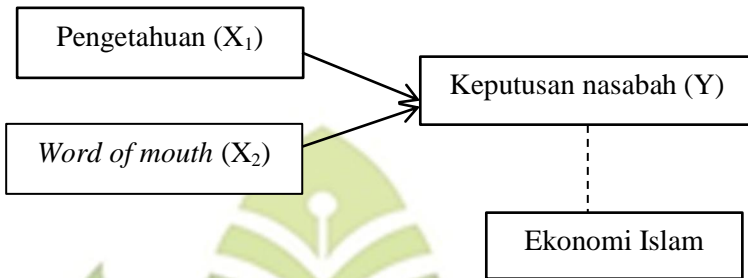 Pengetahuan (X₁)
Keputusan nasabah (Y)
Word of mouth (X₂)
Ekonomi Islam